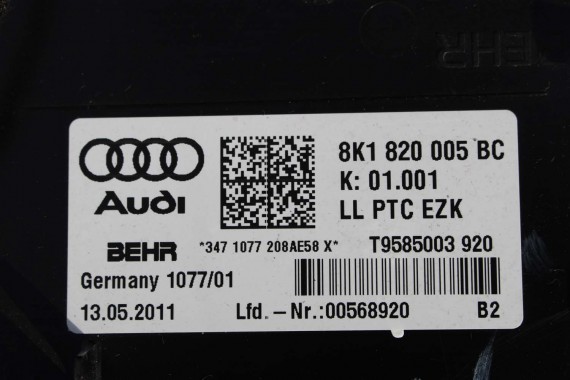 EHR
Audi
8K1 820 005 BC
K: 01.001
LL PTC EZK
BEHR
*347 1077 208AE58 X*
T9585003 920
Germany 1077/01
13.05.2011
Lfd.-Nr.:00568920
B2